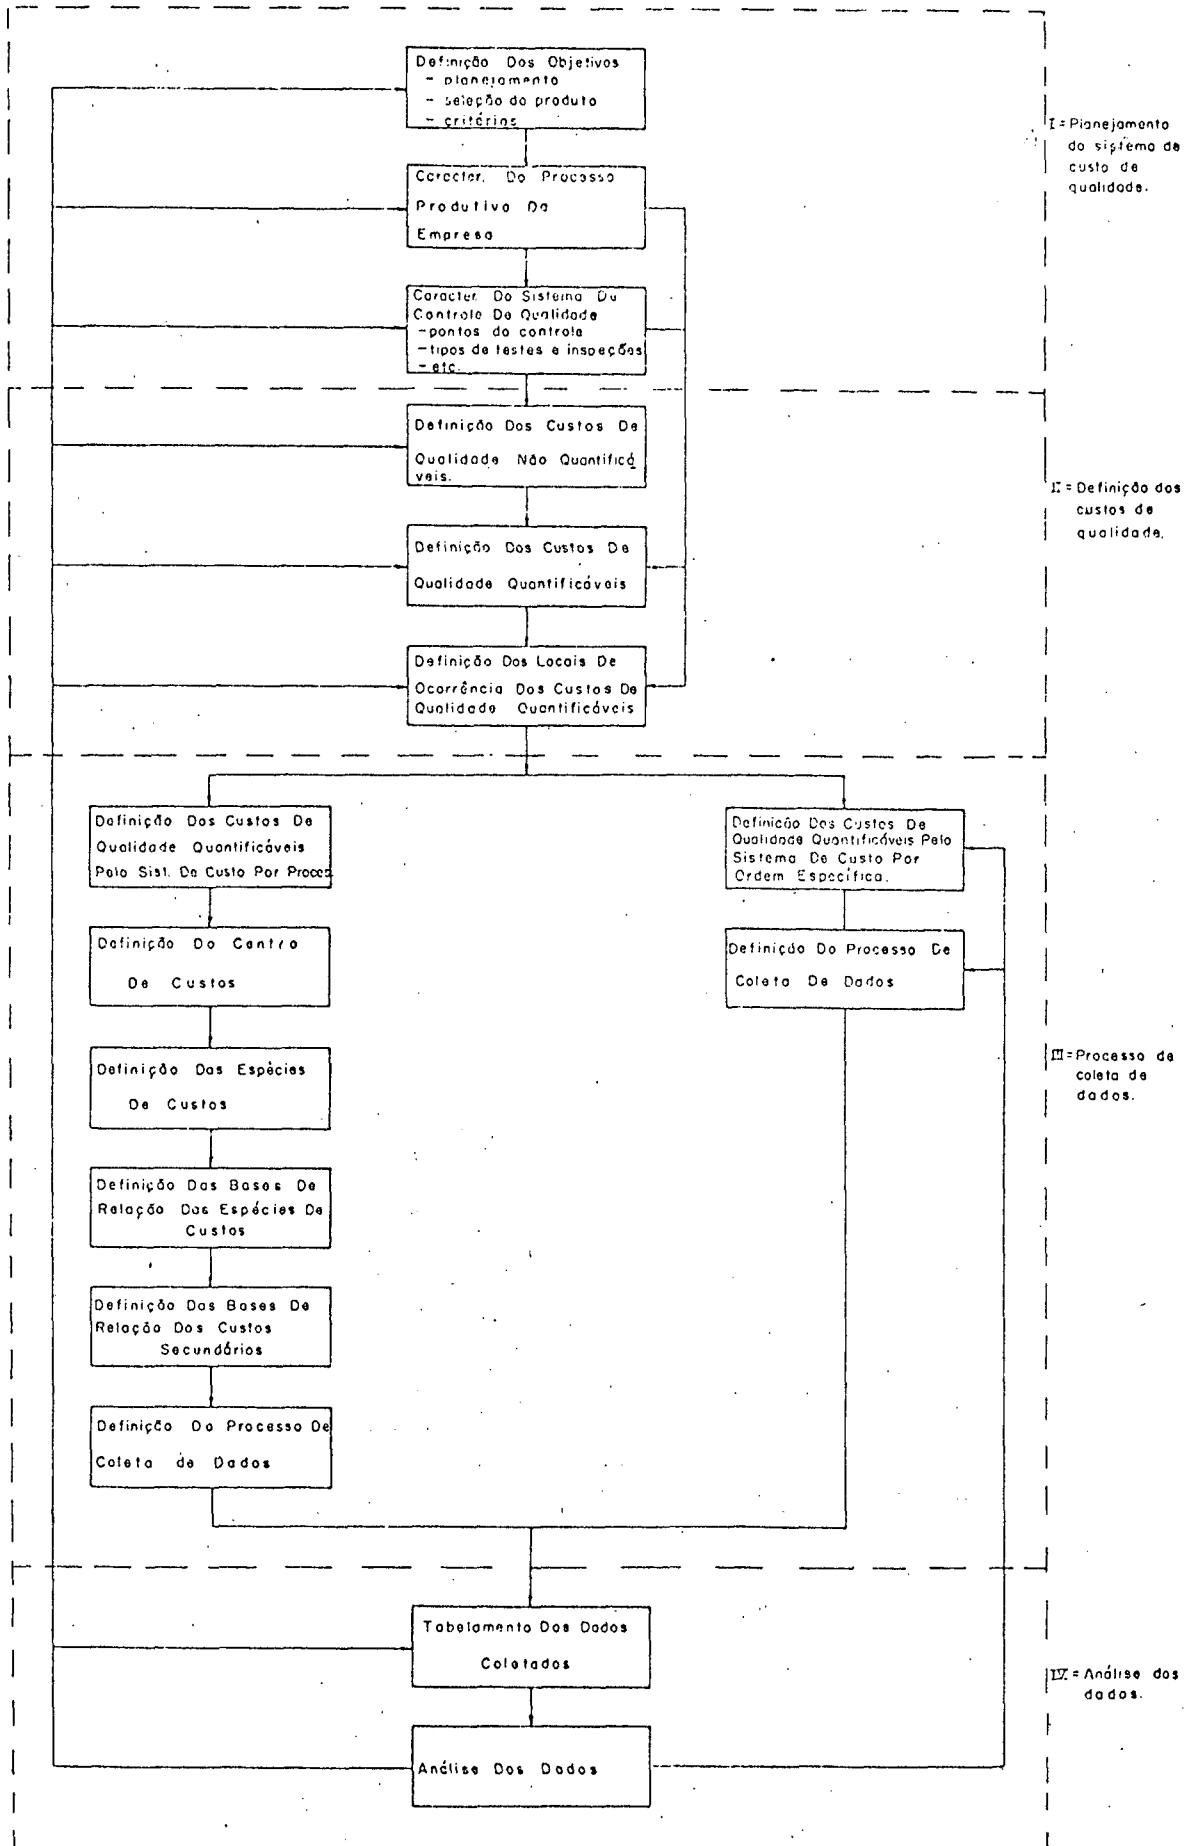 Definição Dos Objetivos
- planejamento
- seleção do produto
- critérios
I = Planejamento
do sistema de
custo de
qualidade.
Caracter. Do Processo
Produtivo Da
Empresa
Caracter. Do Sistema De
Controle De Qualidade
- pontos de controle
- tipos de testes e inspeções
- etc.
Definição Dos Custos De
Qualidade Não Quantificá
veis.
II = Definição dos
custos de
qualidade.
Definição Dos Custos De
Qualidade Quantificáveis
Definição Dos Locais De
Ocorrência Dos Custos De
Qualidade Quantificáveis
Definição Dos Custos De
Qualidade Quantificáveis
Pelo Sist. De Custo Por Proces
Definicão Dos Custos De
Qualidade Quantificáveis Pelo
Sistema De Custo Por
Ordem Específica.
Definição Do Centro
De Custos
Definição Do Processo De
Coleta De Dados
Definição Das Espécies
De Custos
III = Processo de
coleta de
dados.
Definição Das Bases De
Relação Das Espécies De
Custos
Definição Das Bases De
Relação Dos Custos
Secundários
Definição Do Processo De
Coleta de Dados
Tabelamento Dos Dados
Coletados
IV = Análise dos
dados.
Análise Dos Dados